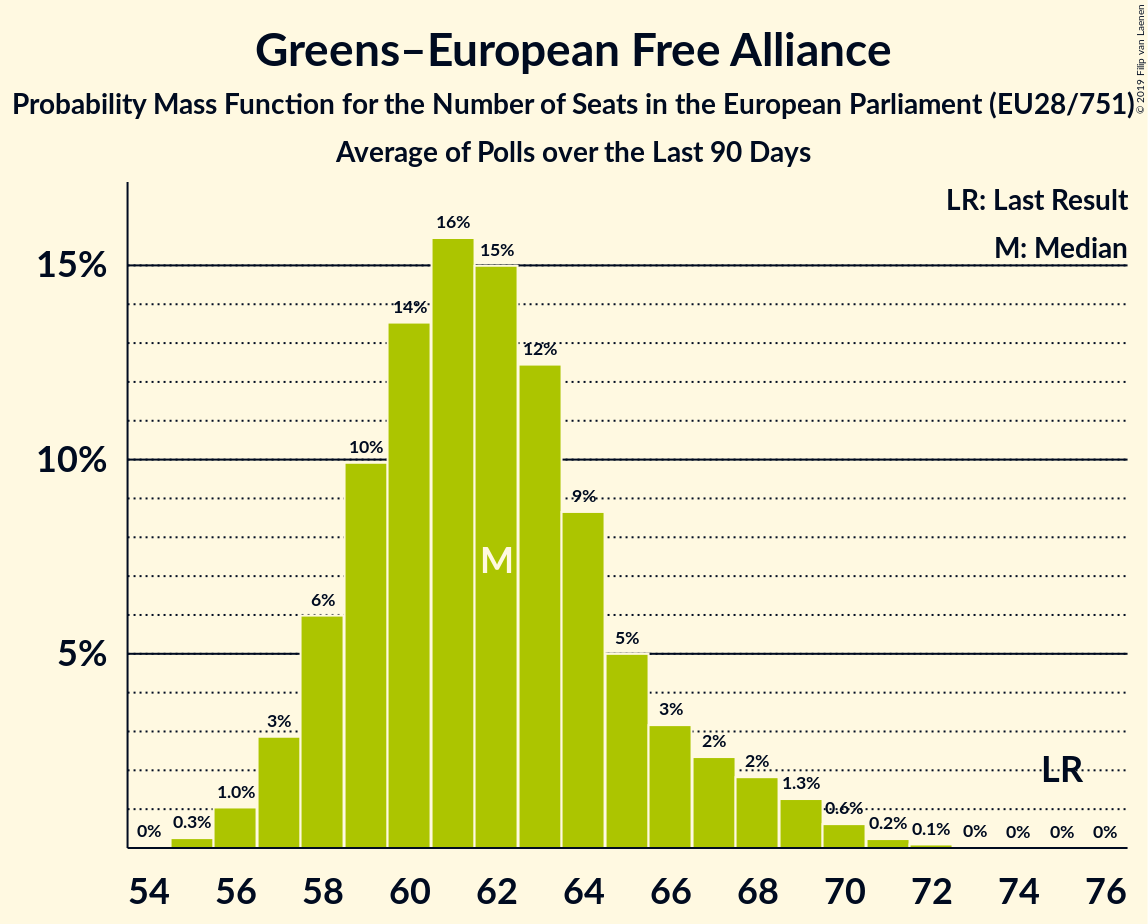 Greens–European Free Alliance
Probability Mass Function for the Number of Seats in the European Parliament (EU28/751)
Average of Polls over the Last 90 Days
© 2019 Filip van Laenen
LR: Last Result
M: Median
15%
10%
5%
0%
0.3%
1.0%
3%
6%
10%
14%
16%
15%
12%
9%
5%
3%
2%
2%
1.3%
0.6%
0.2%
0.1%
0%
0%
0%
0%
M
LR
54 56 58 60 62 64 66 68 70 72 74 76